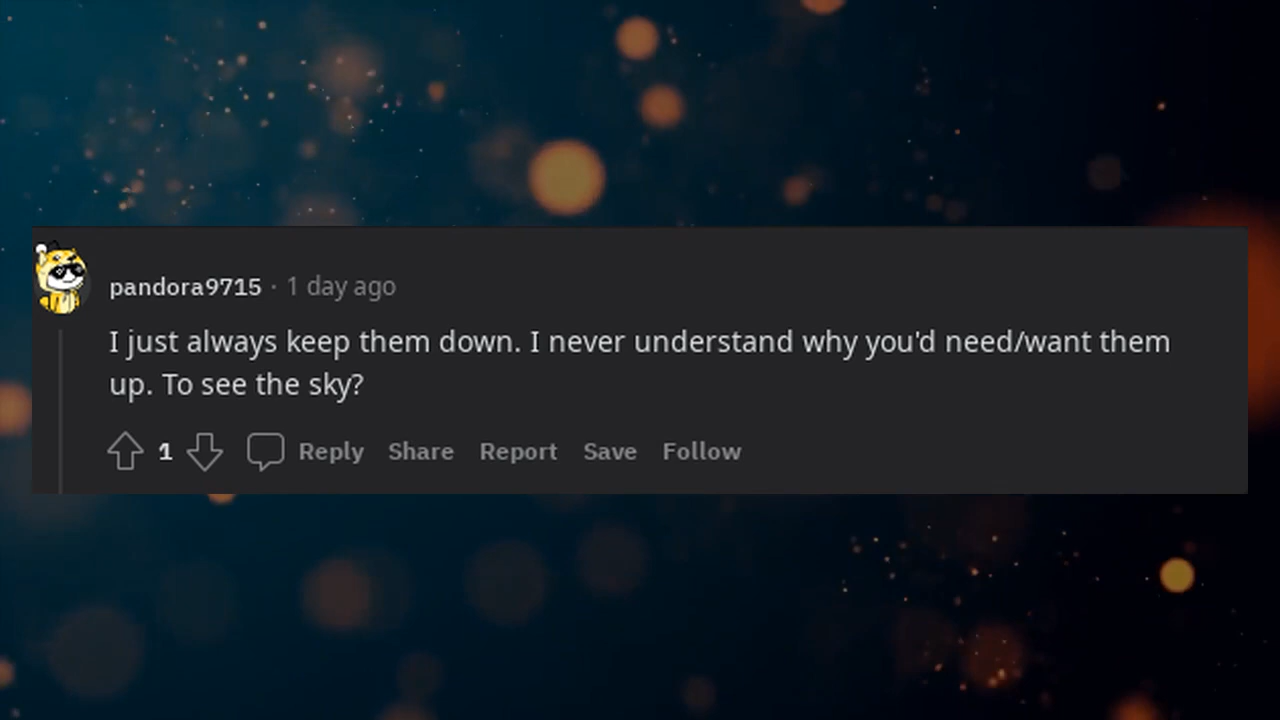 pandora9715 · 1 day ago
I just always keep them down. I never understand why you'd need/want them
up. To see the sky?
1 Reply Share Report Save Follow